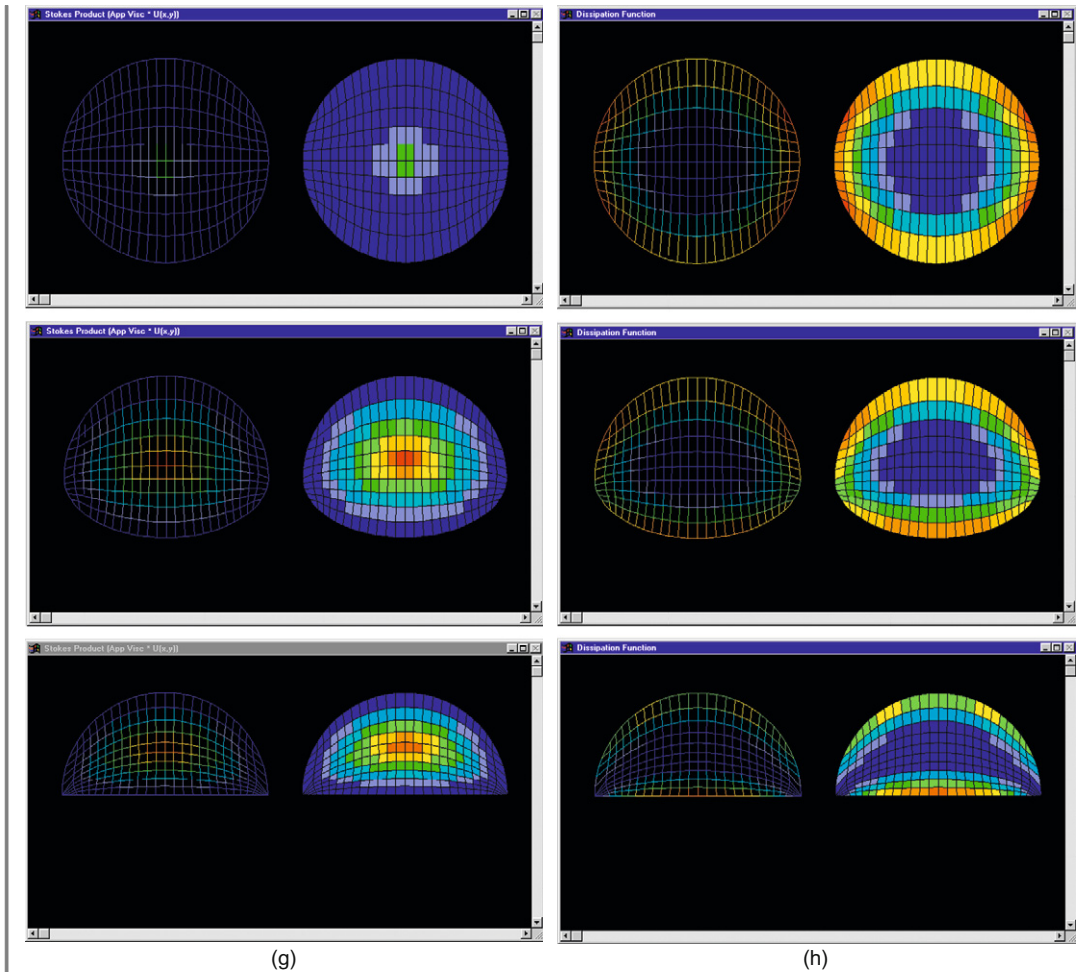 Stokes Product (App Visc * U(x,y))
Dissipation Function
Stokes Product (App Visc * U(x,y))
Dissipation Function
Stokes Product (App Visc * U(x,y))
Dissipation Function
(g)
(h)